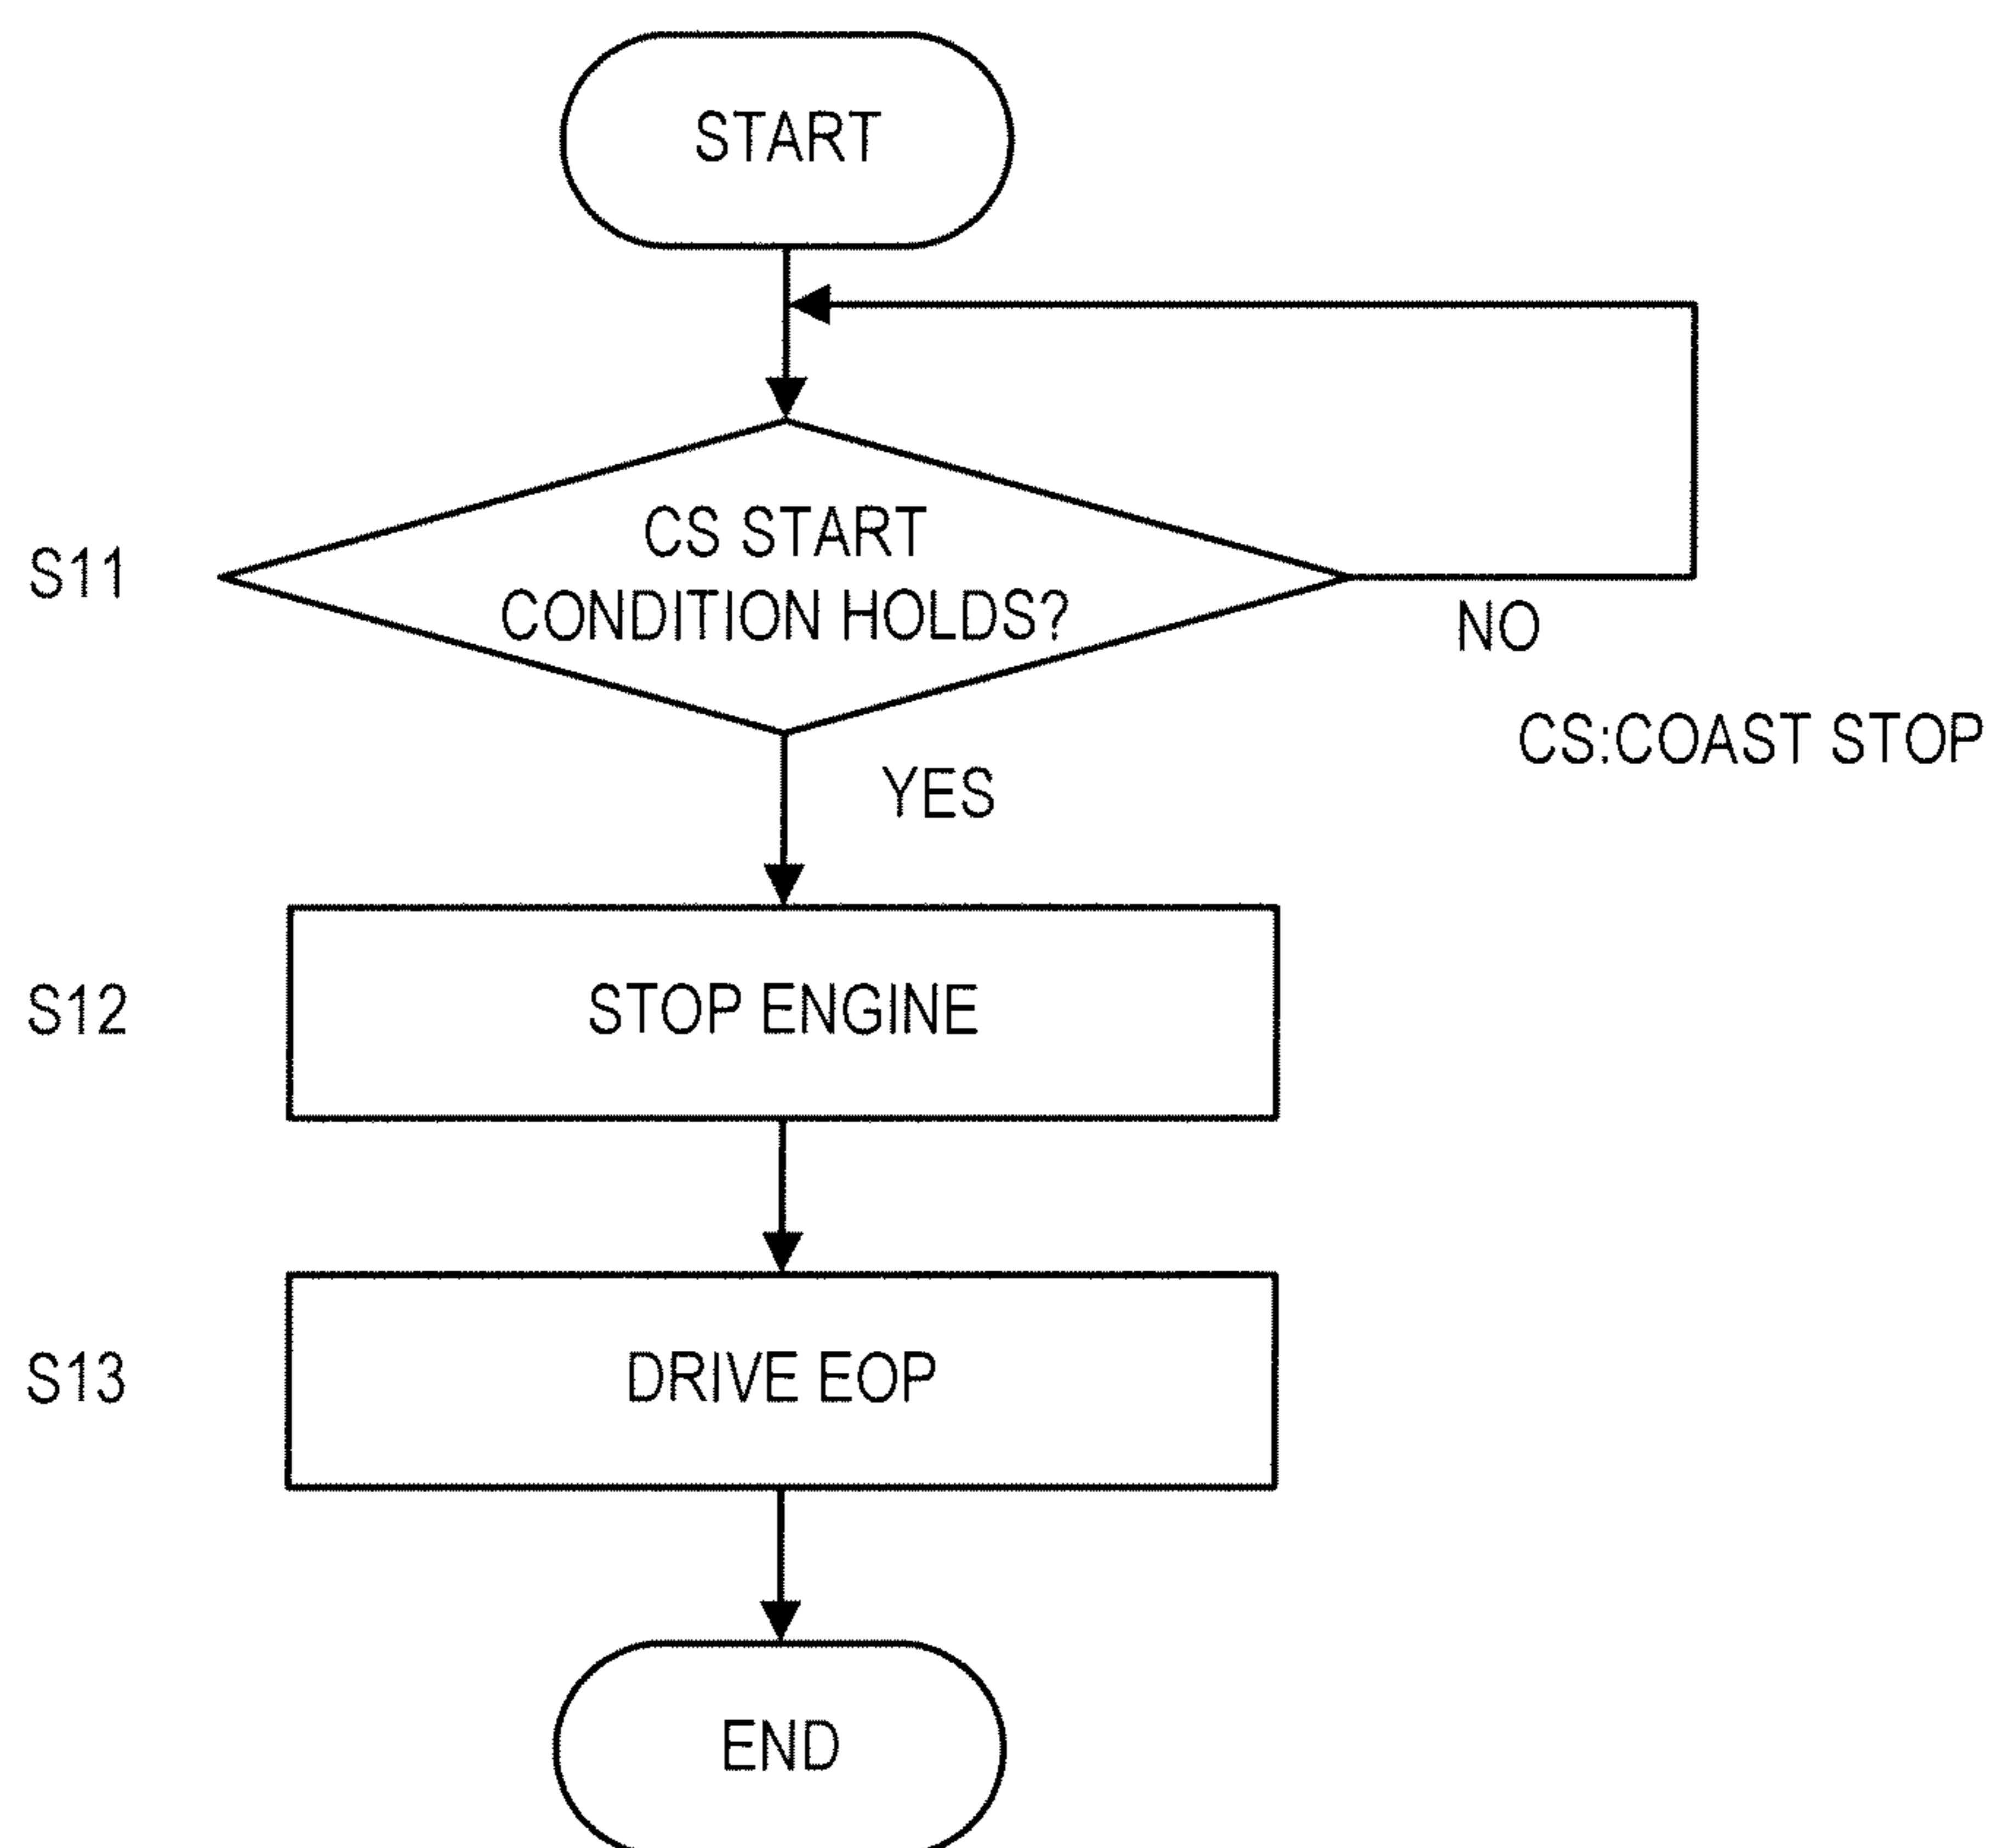 START
CS START
CONDITION HOLDS?
S11
NO
CS:COAST STOP
YES
S12
STOP ENGINE
S13
DRIVE EOP
END